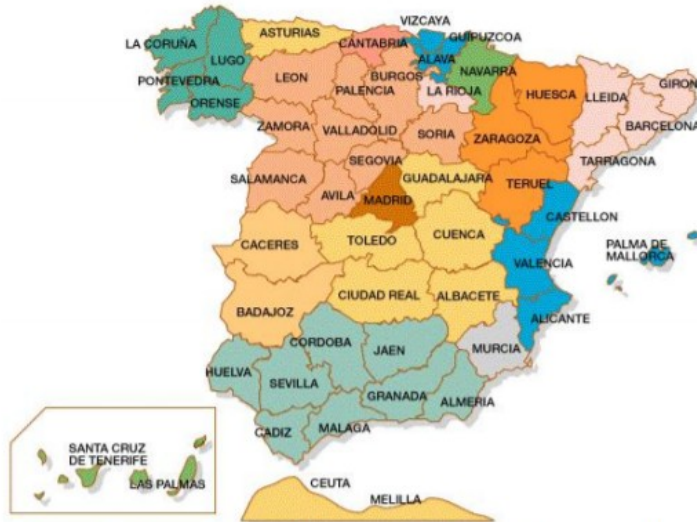 VIZCAYA
ASTURIAS
GUIPUZCOA
LA CORUÑA
CANTABRIA
LUGO
ALAVA
NAVARRA
PONTEVEDRA
LEON
PALENCIA
BURGOS
LA RIOJA
HUESCA
LLEIDA
GIRON
ORENSE
BARCELONA
ZAMORA
VALLADOLID
SORIA
ZARAGOZA
TARRAGONA
SEGOVIA
SALAMANCA
GUADALAJARA
AVILA
MADRID
TERUEL
CASTELLON
CACERES
TOLEDO
CUENCA
PALMA DE
MALLORCA
VALENCIA
CIUDAD REAL
ALBACETE
BADAJOZ
ALICANTE
CORDOBA
JAEN
MURCIA
HUELVA
SEVILLA
GRANADA
ALMERIA
CADIZ
MALAGA
SANTA CRUZ
DE TENERIFE
LAS PALMAS
CEUTA
MELILLA